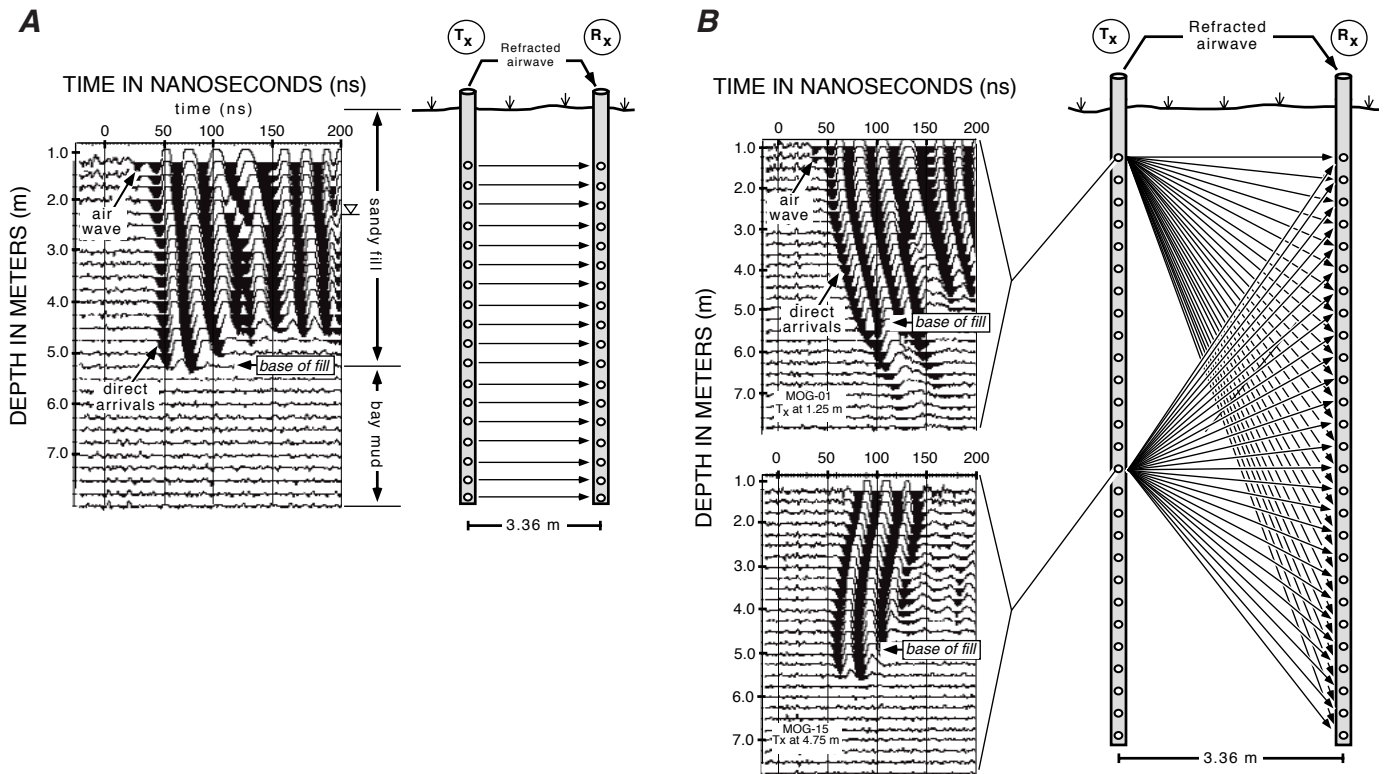 A
Tx
Rx
Refracted
airwave
TIME IN NANOSECONDS (ns)
time (ns)
0 50 100 150 200
DEPTH IN METERS (m)
1.0
2.0
3.0
4.0
5.0
6.0
7.0
air
wave
direct
arrivals
base of fill
sandy fill
bay mud
3.36 m
B
Tx
Rx
Refracted
airwave
TIME IN NANOSECONDS (ns)
0 50 100 150 200
DEPTH IN METERS (m)
1.0
2.0
3.0
4.0
5.0
6.0
7.0
air
wave
direct
arrivals
base of fill
MOG-01
Tx at 1.25 m
0 50 100 150 200
1.0
2.0
3.0
4.0
5.0
6.0
7.0
base of fill
MOG-15
Tx at 4.75 m
3.36 m